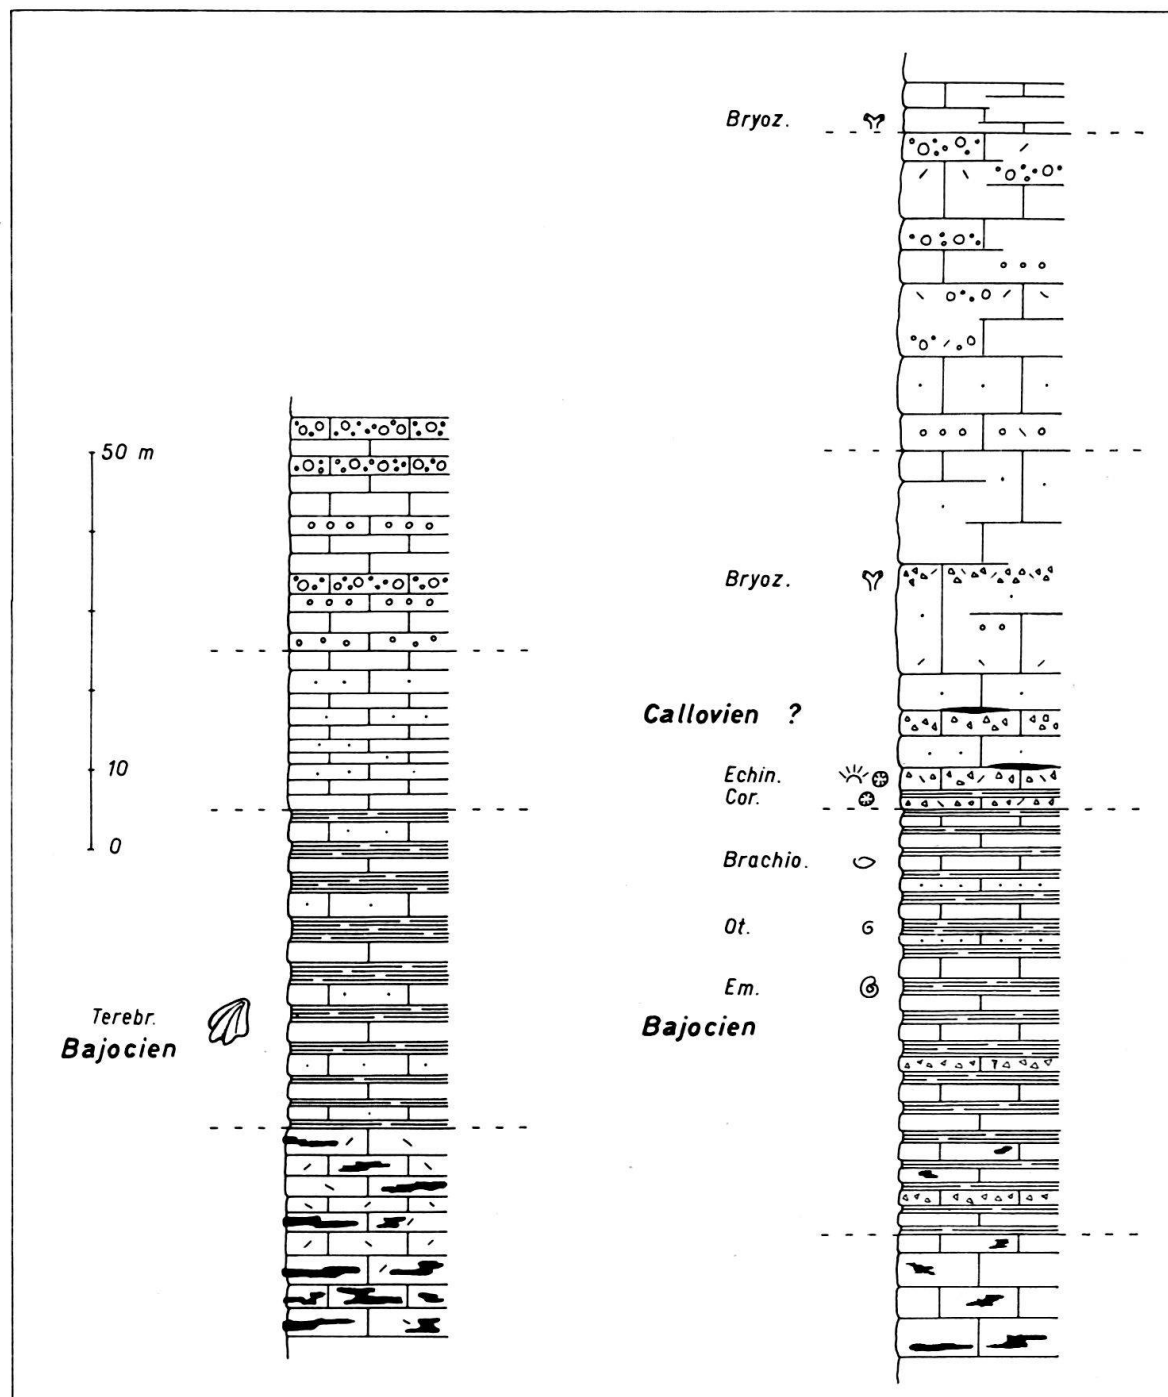 50 m
10
0
Terebr.
Bajocien
Bryoz.
Bryoz.
Callovien ?
Echin.
Cor.
Brachio.
Ot.
Em.
Bajocien